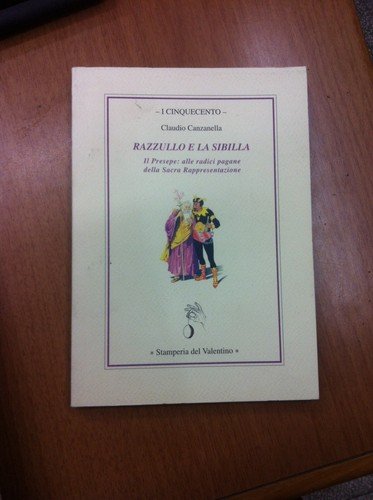 – I CINQUECENTO –
Claudio Canzanella
RAZZULLO E LA SIBILLA
Il Presepe: alle radici pagane
della Sacra Rappresentazione
» Stamperia del Valentino «